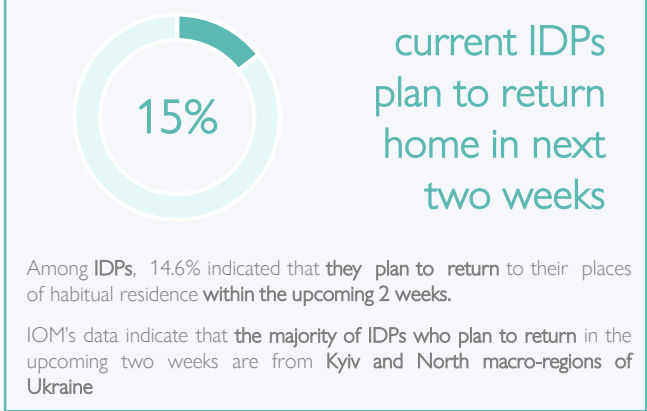 15%
current IDPs
plan to return
home in next
two weeks
Among IDPs, 14.6% indicated that they plan to return to their places
of habitual residence within the upcoming 2 weeks.
IOM's data indicate that the majority of IDPs who plan to return in the
upcoming two weeks are from Kyiv and North macro-regions of
Ukraine